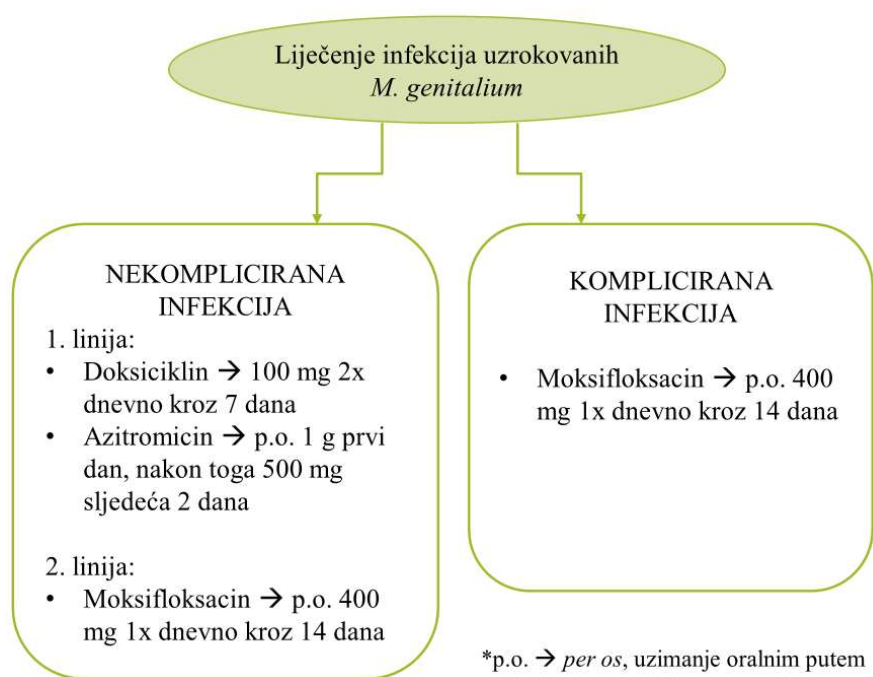 Liječenje infekcija uzrokovanih
M. genitalium
NEKOMPLICIRANA
INFEKCIJA
1. linija:
• Doksiciklin → 100 mg 2x
dnevno kroz 7 dana
• Azitromicin → p.o. 1 g prvi
dan, nakon toga 500 mg
sljedeća 2 dana
2. linija:
• Moksifloksacin → p.o. 400
mg 1x dnevno kroz 14 dana
KOMPLICIRANA
INFEKCIJA
• Moksifloksacin → p.o. 400
mg 1x dnevno kroz 14 dana
*p.o. → per os, uzimanje oralnim putem